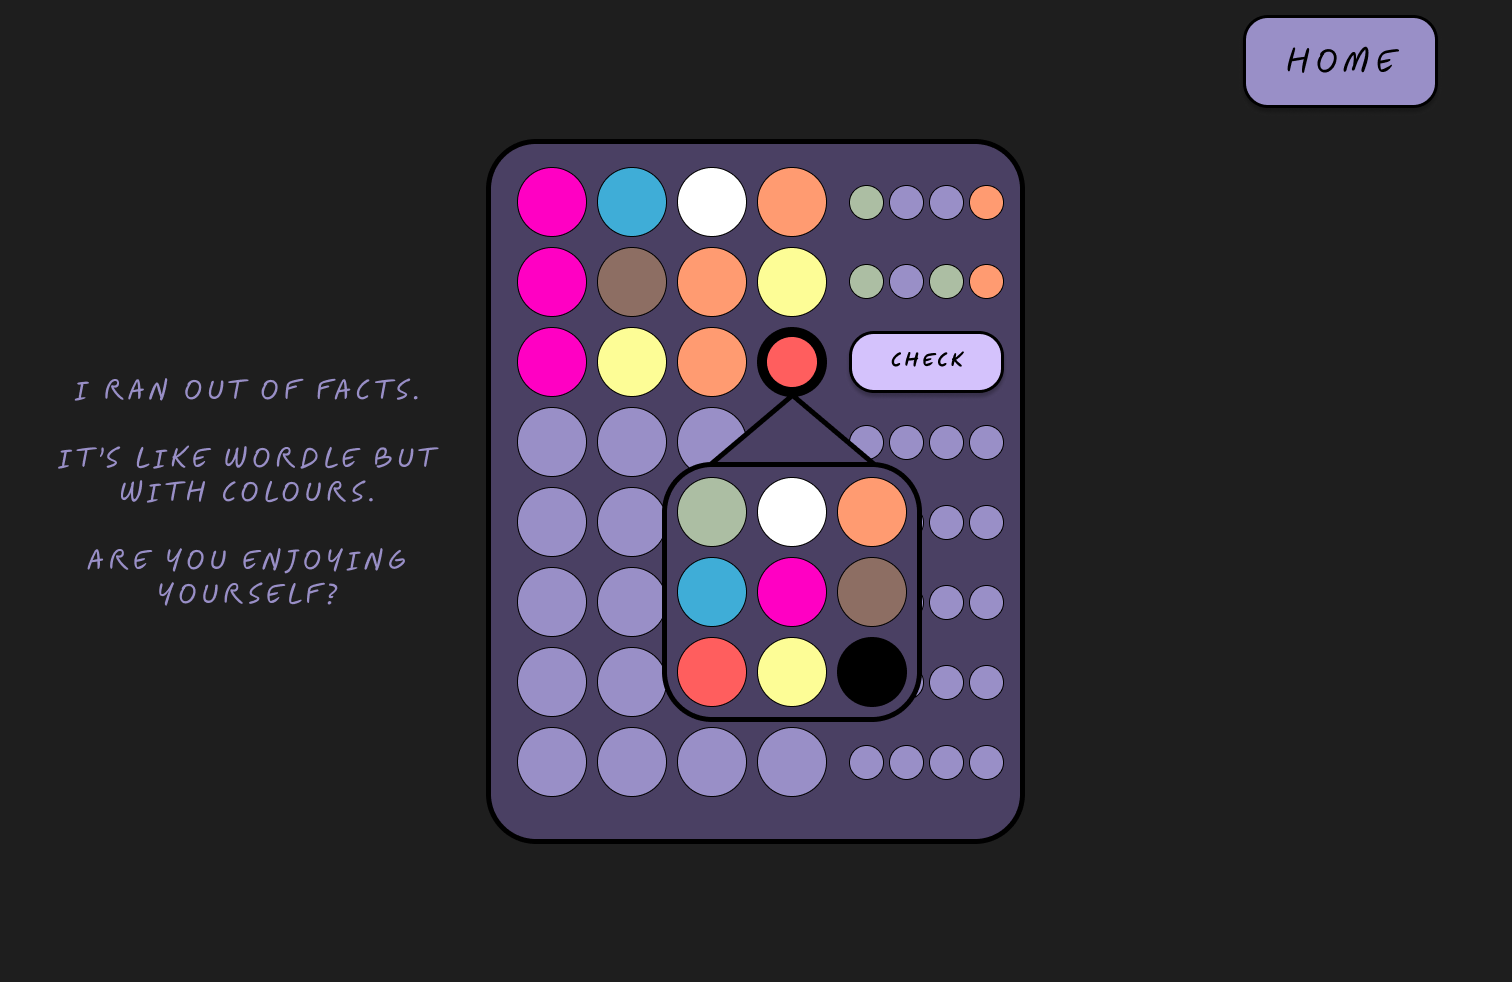 HOME
CHECK
I RAN OUT OF FACTS.
IT'S LIKE WORDLE BUT
WITH COLOURS.
ARE YOU ENJOYING
YOURSELF?